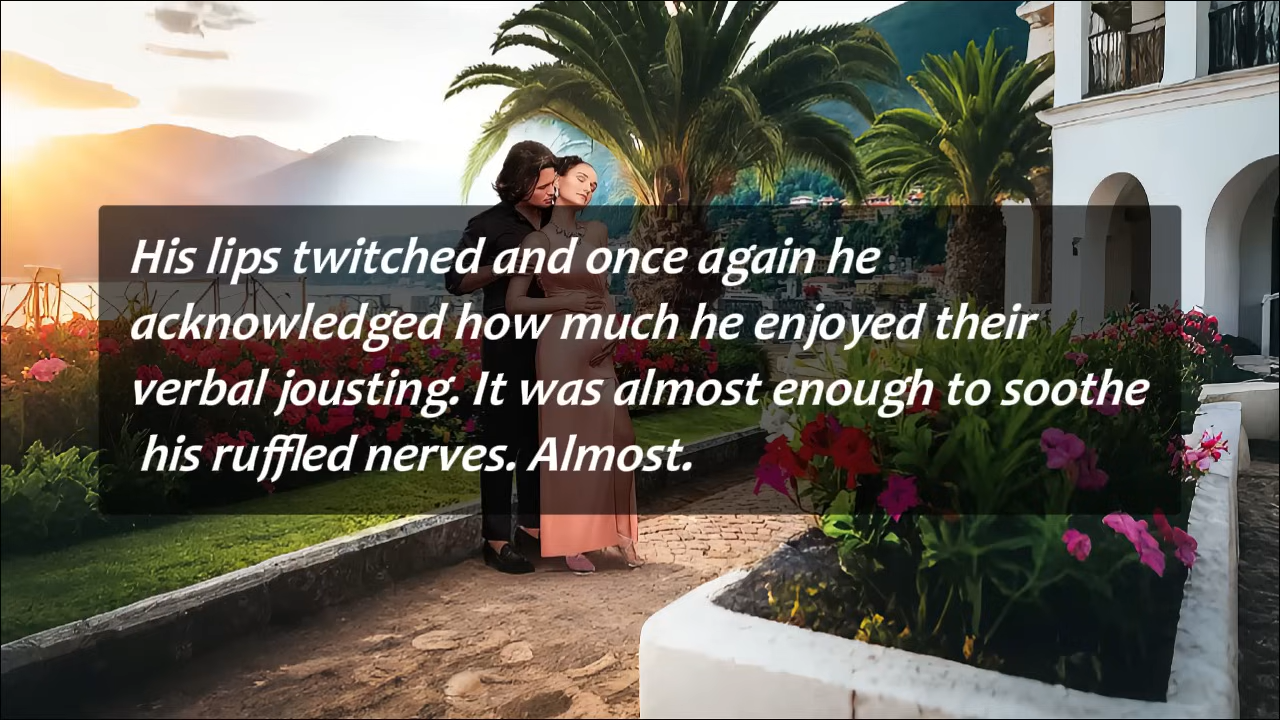 His lips twitched and once again he
acknowledged how much he enjoyed their
verbal jousting. It was almost enough to soothe
his ruffled nerves. Almost.